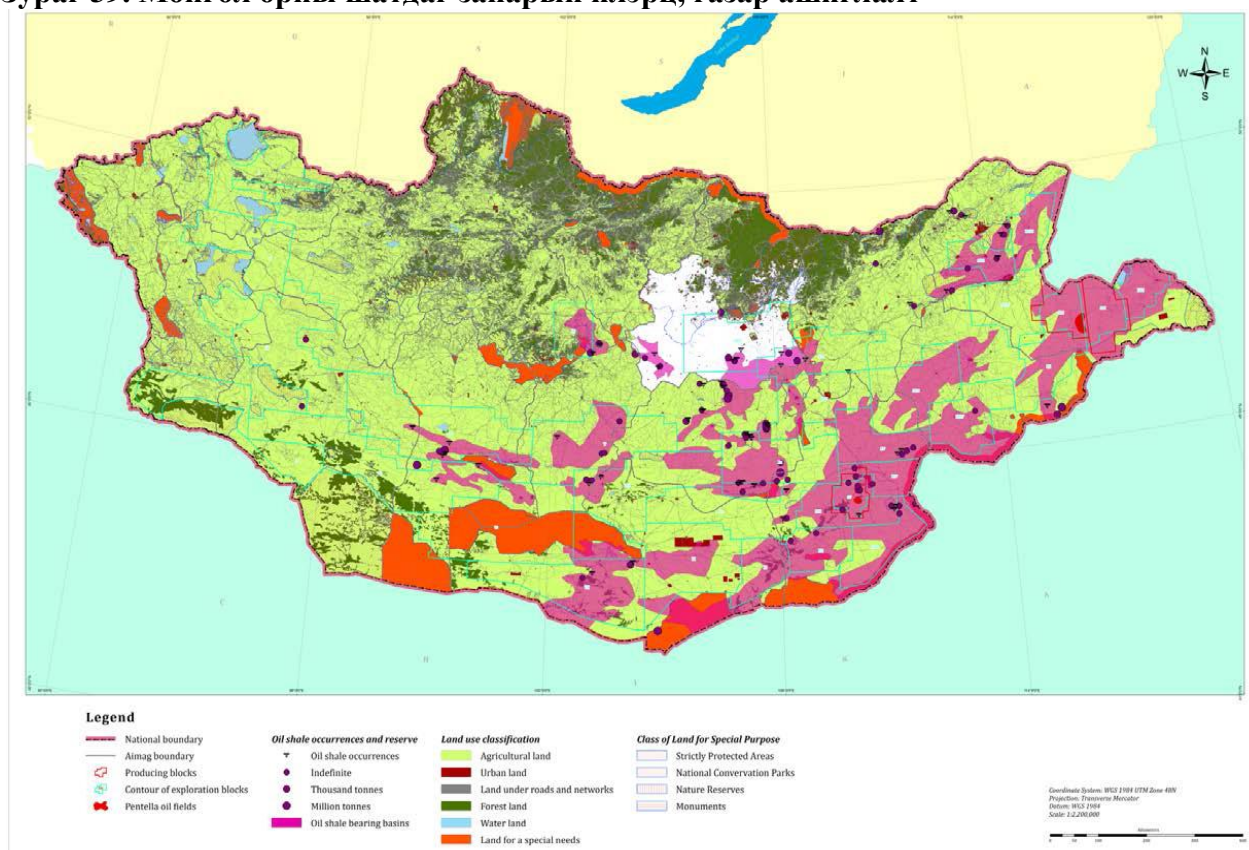 Зураг 39. Монгол орны шатдаг занарын илэрц, газар ашиглалт
N
W E
S
Legend
National boundary
Aimag boundary
Producing blocks
Contour of exploration blocks
Pentella oil fields
Oil shale occurrences and reserve
Oil shale occurrences
Indefinite
Thousand tonnes
Million tonnes
Oil shale bearing basins
Land use classification
Agricultural land
Urban land
Land under roads and networks
Forest land
Water land
Land for a special needs
Class of Land for Special Purpose
Strictly Protected Areas
National Convervation Parks
Nature Reserves
Monuments
Coordinate System: WGS 1984 UTM Zone 48N
Projection: Transverse Mercator
Datum: WGS 1984
Scale: 1:2,200,000
Kilometers